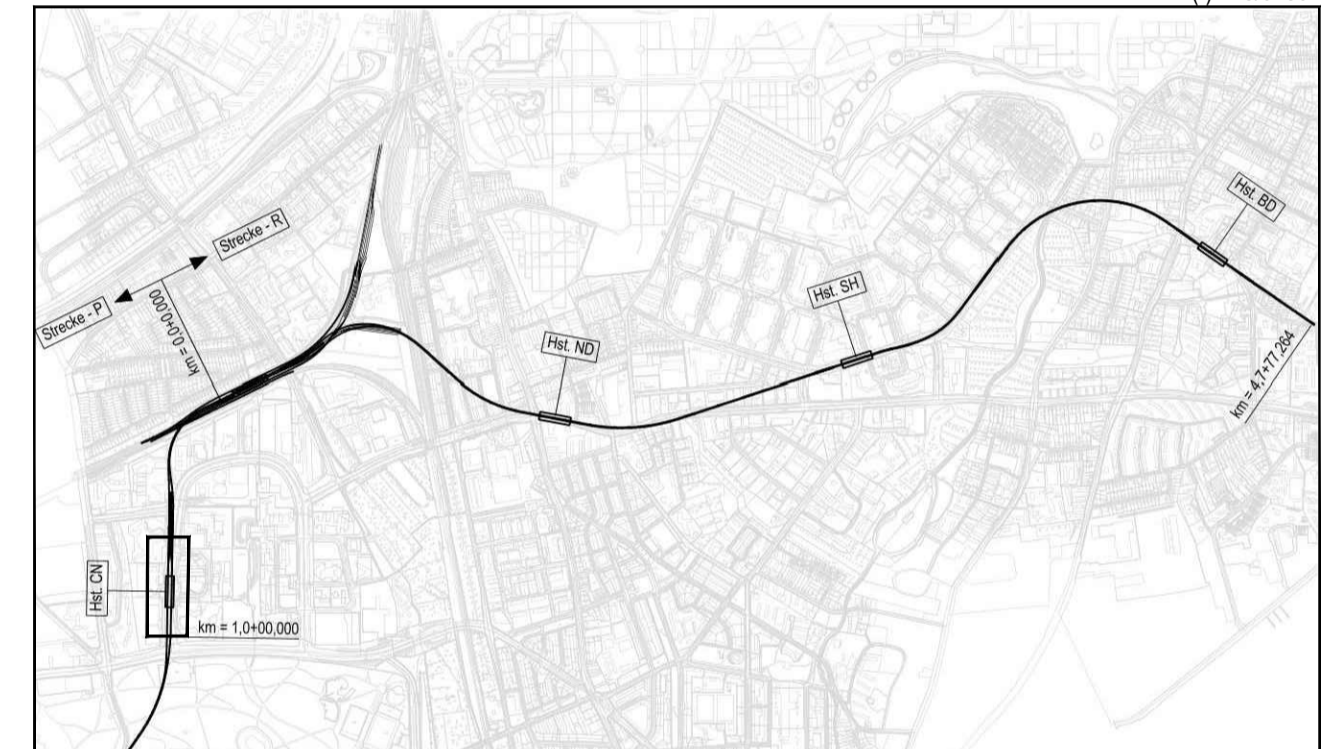 Strecke - R
Strecke - P
km = 0,0+00,000
Hst. BD
Hst. SH
Hst. ND
km = 4,7+77,264
Hst. CN
km = 1,0+00,000